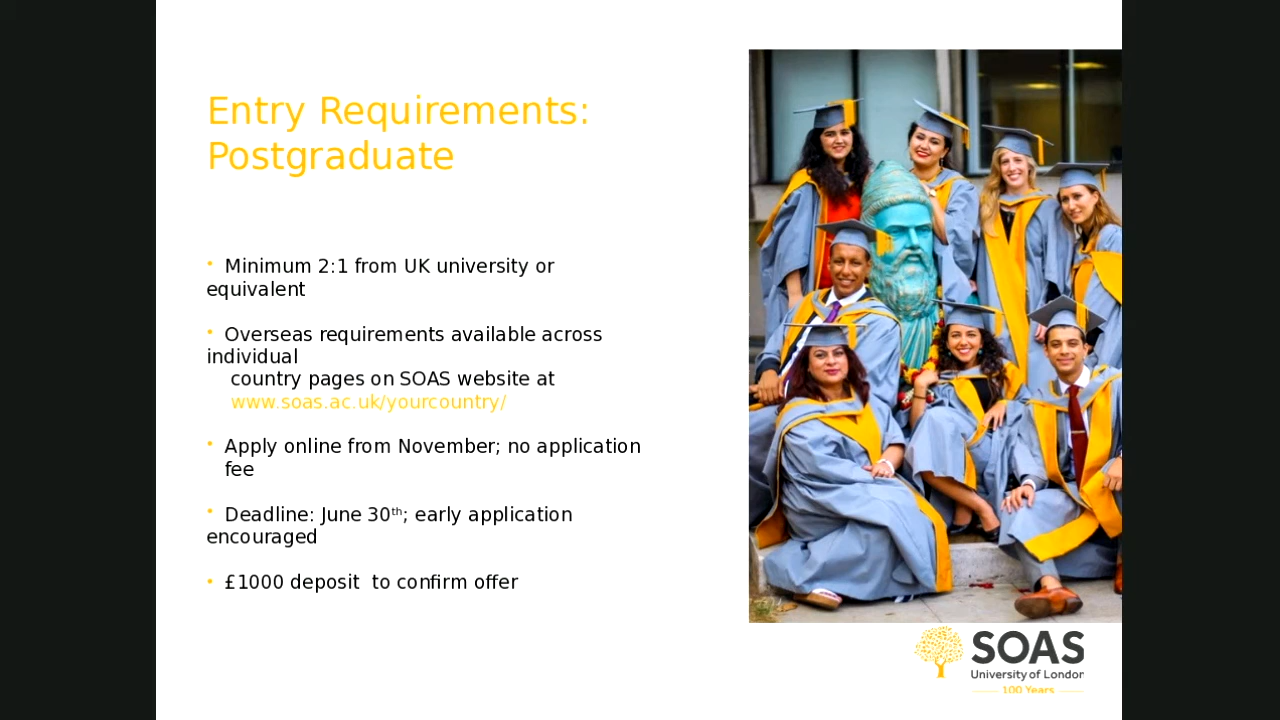 Entry Requirements:
Postgraduate
• Minimum 2:1 from UK university or
equivalent
• Overseas requirements available across
individual
country pages on SOAS website at
www.soas.ac.uk/yourcountry/
• Apply online from November; no application
fee
• Deadline: June 30th; early application
encouraged
• £1000 deposit to confirm offer
SOAS
University of London
100 Years